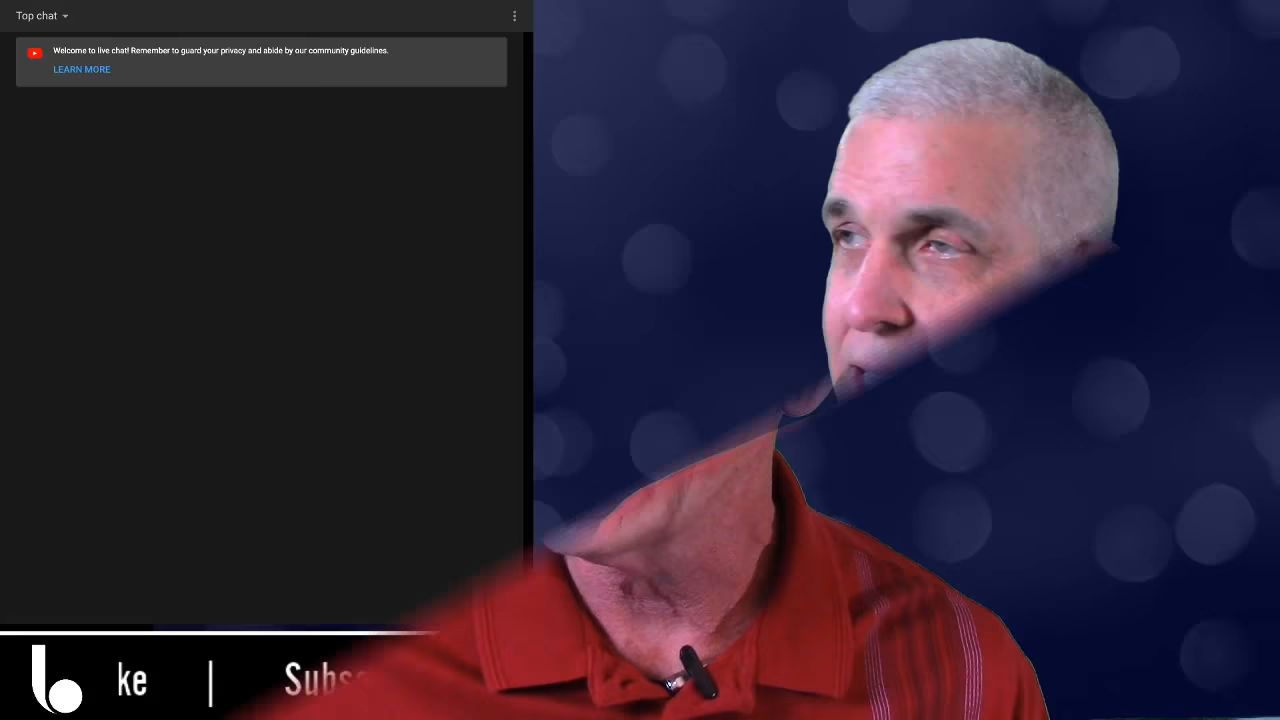 Top chat
Welcome to live chat! Remember to guard your privacy and abide by our community guidelines.
LEARN MORE
ke | Subs